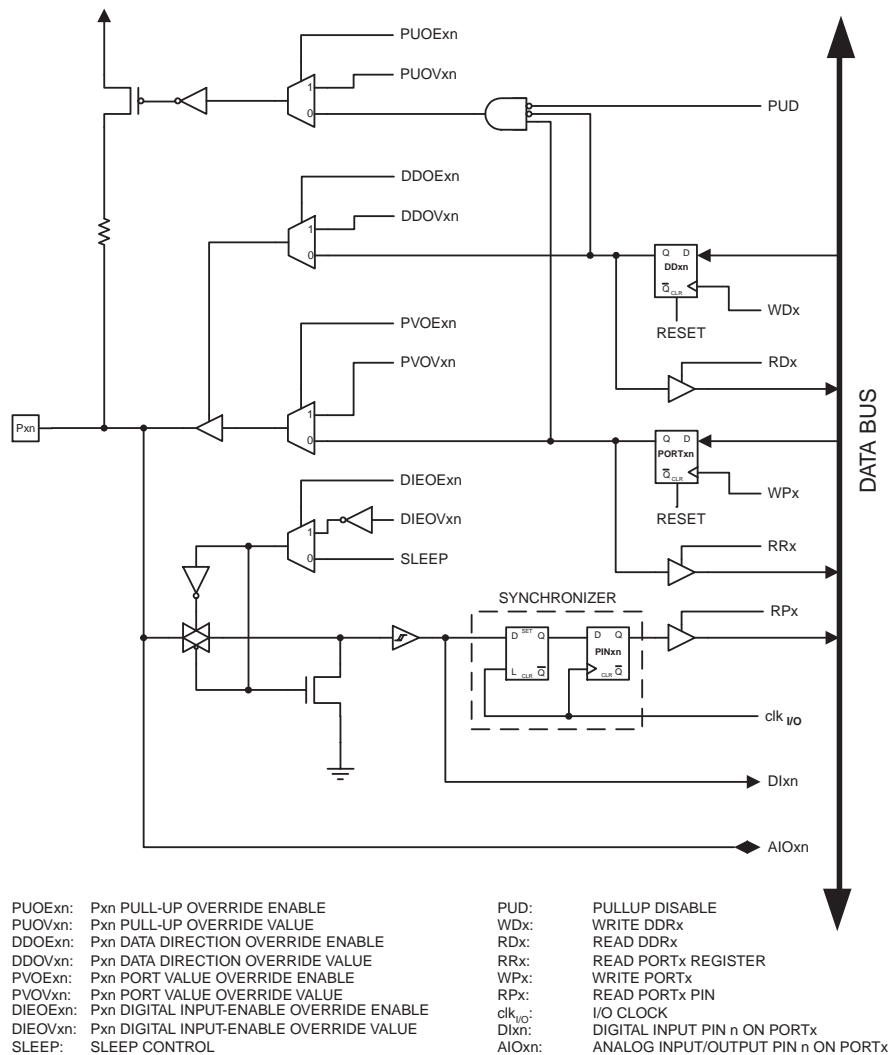 PUOExn
PUOVxn
1
0
PUD
DDOExn
DDOVxn
1
0
Q D
DDxn
Q CLR
WDx
RESET
PVOExn
PVOVxn
RDx
1
0
Pxn
Q D
PORTxn
Q CLR
WPx
RESET
DATA BUS
DIEOExn
DIEOVxn
1
0
SLEEP
RRx
SYNCHRONIZER
RPx
D SET Q
L CLR Q
D Q
PINxn
CLR Q
clk I/O
DIxn
AIOxn
PUOExn: Pxn PULL-UP OVERRIDE ENABLE
PUOVxn: Pxn PULL-UP OVERRIDE VALUE
DDOExn: Pxn DATA DIRECTION OVERRIDE ENABLE
DDOVxn: Pxn DATA DIRECTION OVERRIDE VALUE
PVOExn: Pxn PORT VALUE OVERRIDE ENABLE
PVOVxn: Pxn PORT VALUE OVERRIDE VALUE
DIEOExn: Pxn DIGITAL INPUT-ENABLE OVERRIDE ENABLE
DIEOVxn: Pxn DIGITAL INPUT-ENABLE OVERRIDE VALUE
SLEEP: SLEEP CONTROL
PUD: PULLUP DISABLE
WDx: WRITE DDRx
RDx: READ DDRx
RRx: READ PORTx REGISTER
WPx: WRITE PORTx
RPx: READ PORTx PIN
clk I/O: I/O CLOCK
DIxn: DIGITAL INPUT PIN n ON PORTx
AIOxn: ANALOG INPUT/OUTPUT PIN n ON PORTx